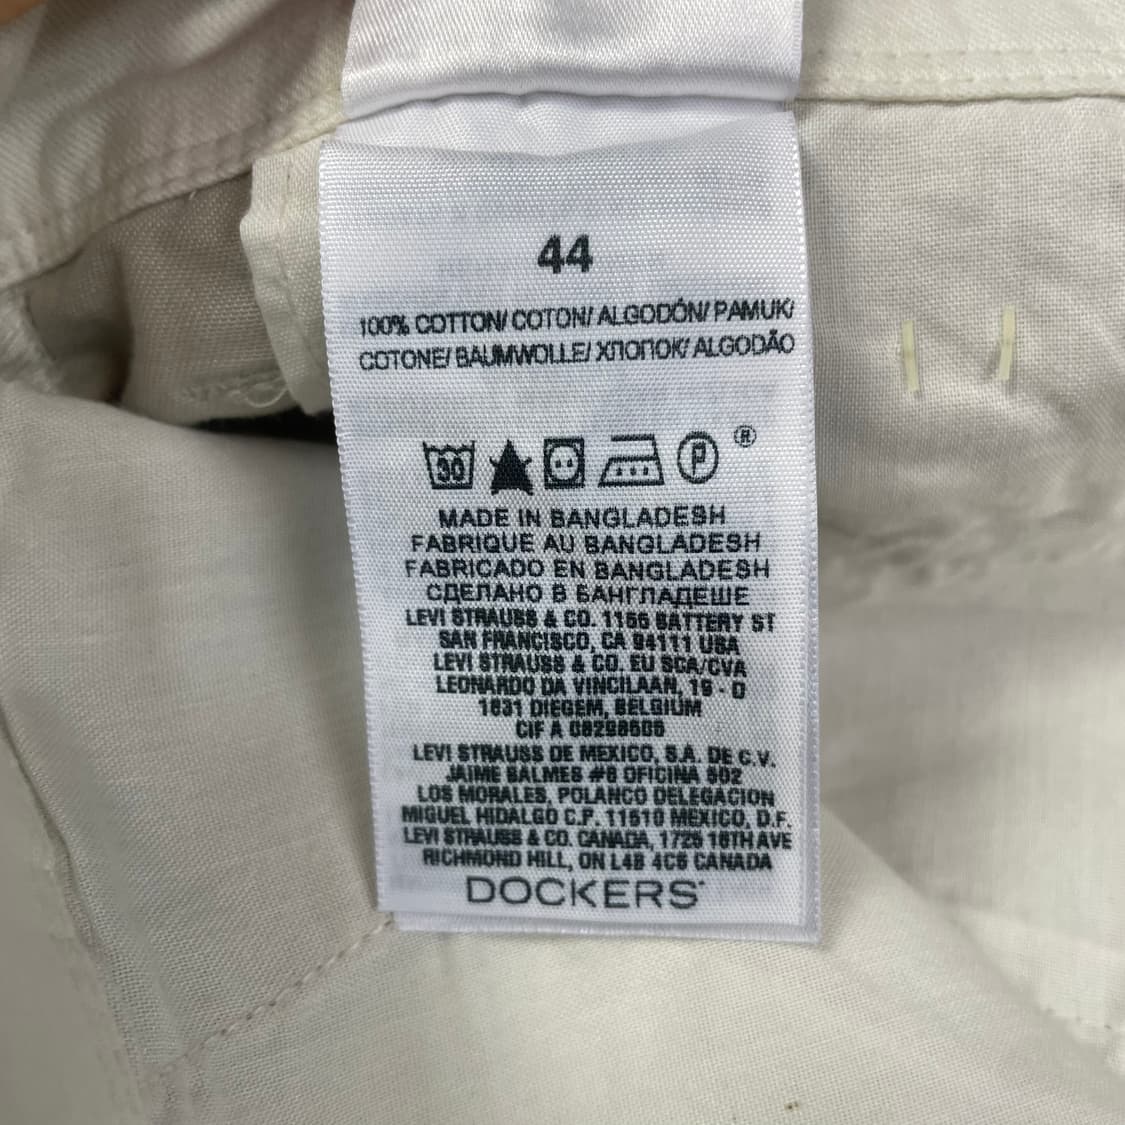 44
100% COTTON/ COTON/ ALGODÓN/ PAMUK/
COTONE/ BAUMWOLLE/ ХЛОПОК/ ALGODÃO
30 P ®
MADE IN BANGLADESH
FABRIQUE AU BANGLADESH
FABRICADO EN BANGLADESH
СДЕЛАНО В БАНГЛАДЕШЕ
LEVI STRAUSS & CO. 1155 BATTERY ST
SAN FRANCISCO, CA 94111 USA
LEVI STRAUSS & CO. EU SCA/CVA
LEONARDO DA VINCILAAN, 19 - D
1831 DIEGEM, BELGIUM
CIF A
LEVI STRAUSS DE MEXICO, S.A. DE C.V.
JAIME BALMES #8 OFICINA 502
LOS MORALES, POLANCO DELEGACION
MIGUEL HIDALGO C.P. 11510 MEXICO, D.F.
LEVI STRAUSS & CO. CANADA, 1725 16TH AVE
RICHMOND HILL, ON L4B 4C6 CANADA
DOCKERS